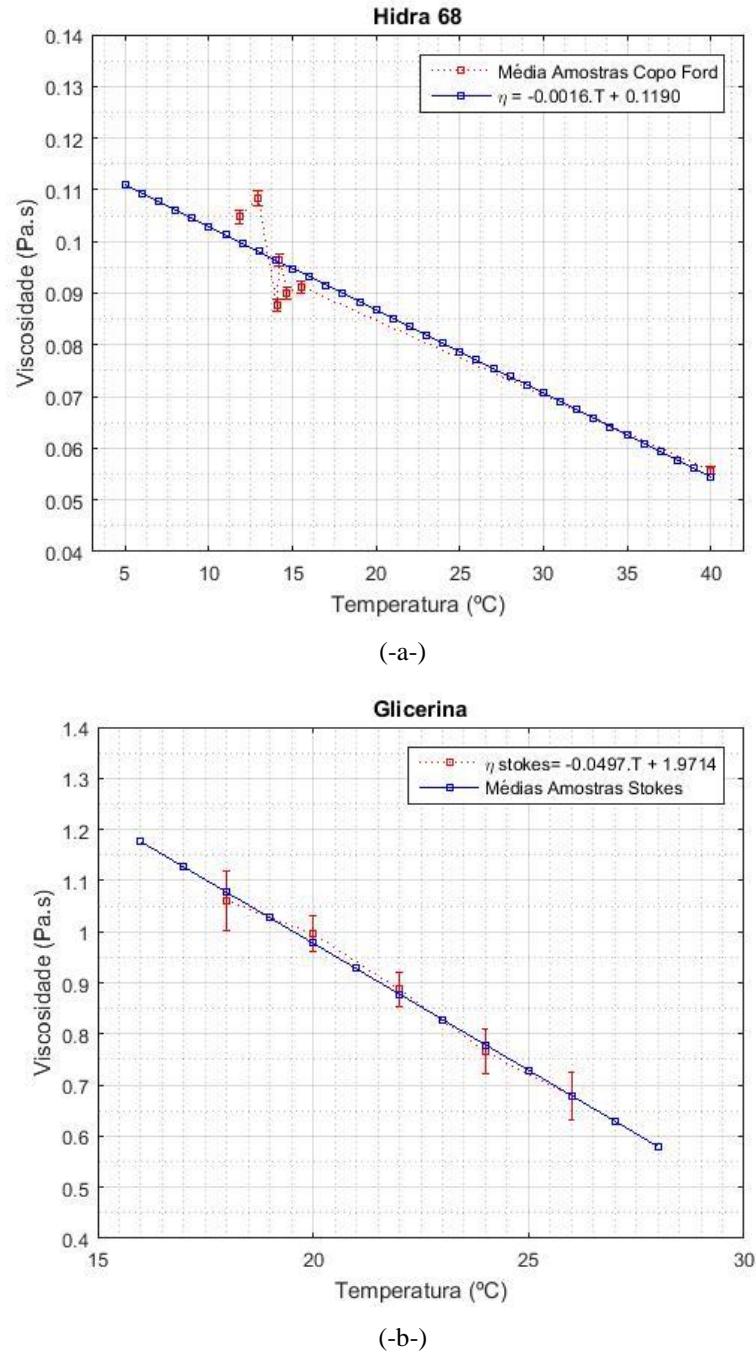 Hidra 68
0.14
0.13
0.12
0.11
0.1
0.09
0.08
0.07
0.06
0.05
0.04
Viscosidade (Pa.s)
Média Amostras Copo Ford
η = -0.0016.T + 0.1190
5 10 15 20 25 30 35 40
Temperatura (ºC)
(-a-)
Glicerina
1.4
1.3
1.2
1.1
1
0.9
0.8
0.7
0.6
0.5
0.4
Viscosidade (Pa.s)
η stokes= -0.0497.T + 1.9714
Médias Amostras Stokes
15 20 25 30
Temperatura (ºC)
(-b-)